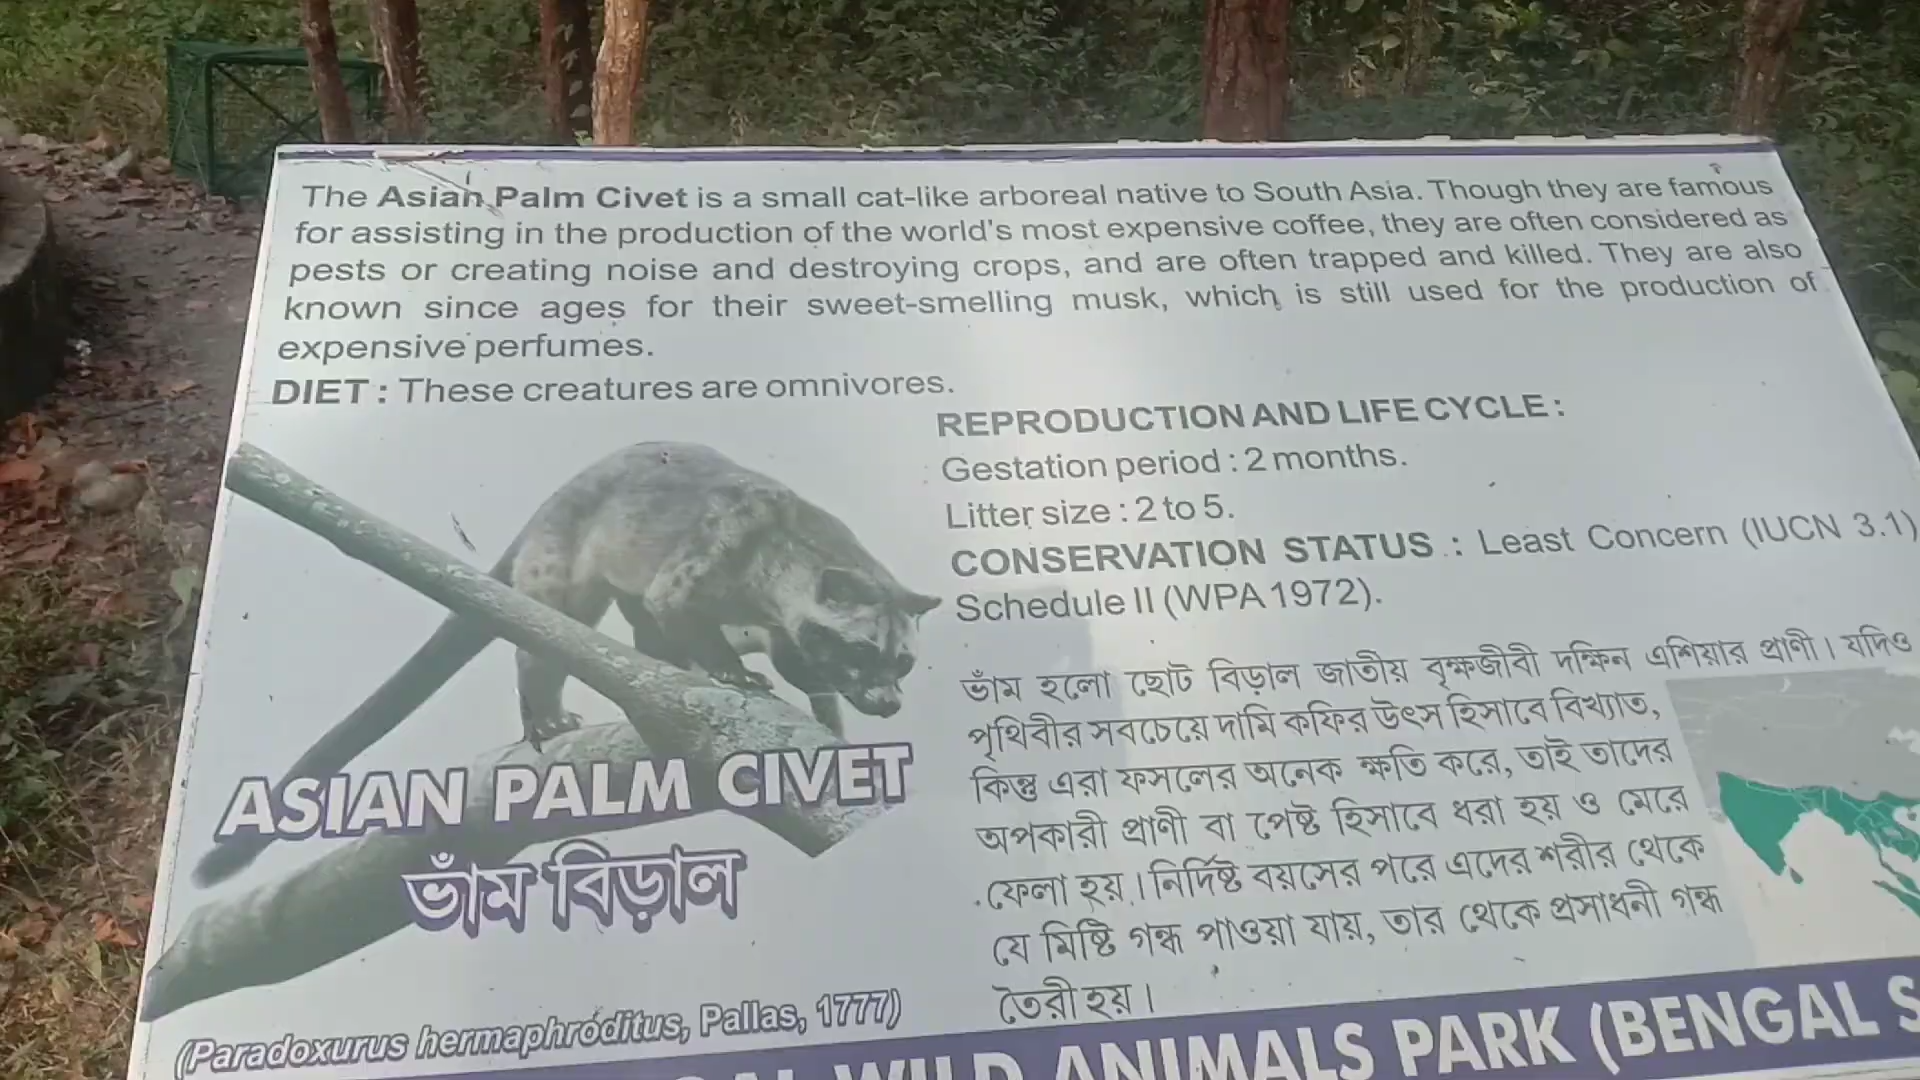 The Asian Palm Civet is a small cat-like arboreal native to South Asia. Though they are famous
for assisting in the production of the world's most expensive coffee, they are often considered as
pests or creating noise and destroying crops, and are often trapped and killed. They are also
known since ages for their sweet-smelling musk, which is still used for the production of
expensive perfumes.
DIET : These creatures are omnivores.
REPRODUCTION AND LIFE CYCLE :
Gestation period : 2 months.
Litter size : 2 to 5.
CONSERVATION STATUS : Least Concern (IUCN 3.1)
Schedule II (WPA 1972).
ভাঁম হলো ছোট বিড়াল জাতীয় বৃক্ষজীবী দক্ষিন এশিয়ার প্রাণী। যদিও
পৃথিবীর সবচেয়ে দামি কফির উৎস হিসাবে বিখ্যাত,
কিন্তু এরা ফসলের অনেক ক্ষতি করে, তাই তাদের
অপকারী প্রাণী বা পেষ্ট হিসাবে ধরা হয় ও মেরে
ফেলা হয়। নির্দিষ্ট বয়সের পরে এদের শরীর থেকে
যে মিষ্টি গন্ধ পাওয়া যায়, তার থেকে প্রসাধনী গন্ধ
তৈরী হয়।
ASIAN PALM CIVET
ভাঁম বিড়াল
(Paradoxurus hermaphroditus, Pallas, 1777)
WILD ANIMALS PARK (BENGAL